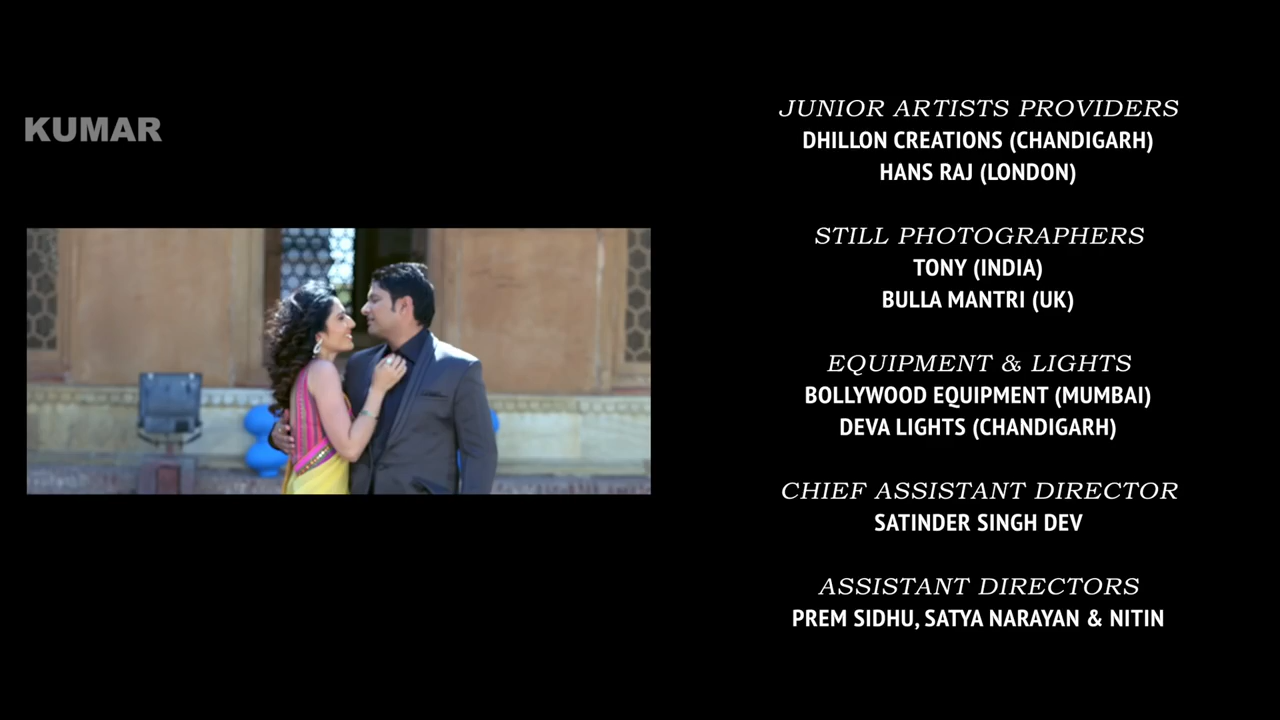 KUMAR
JUNIOR ARTISTS PROVIDERS
DHILLON CREATIONS (CHANDIGARH)
HANS RAJ (LONDON)
STILL PHOTOGRAPHERS
TONY (INDIA)
BULLA MANTRI (UK)
EQUIPMENT & LIGHTS
BOLLYWOOD EQUIPMENT (MUMBAI)
DEVA LIGHTS (CHANDIGARH)
CHIEF ASSISTANT DIRECTOR
SATINDER SINGH DEV
ASSISTANT DIRECTORS
PREM SIDHU, SATYA NARAYAN & NITIN